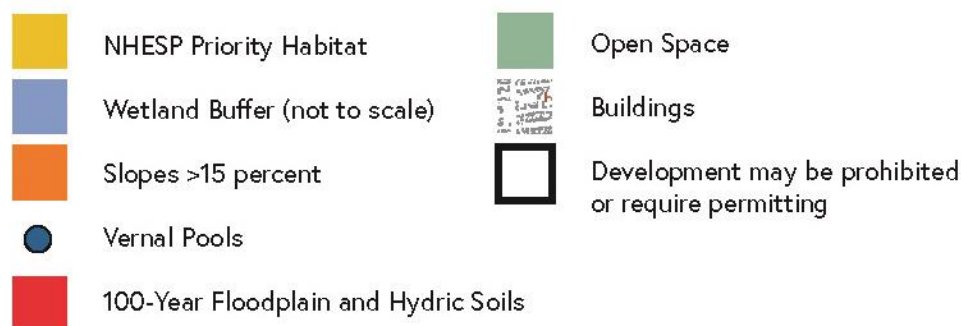 NHESP Priority Habitat
Wetland Buffer (not to scale)
Slopes >15 percent
Vernal Pools
100-Year Floodplain and Hydric Soils
Open Space
Buildings
Development may be prohibited
or require permitting